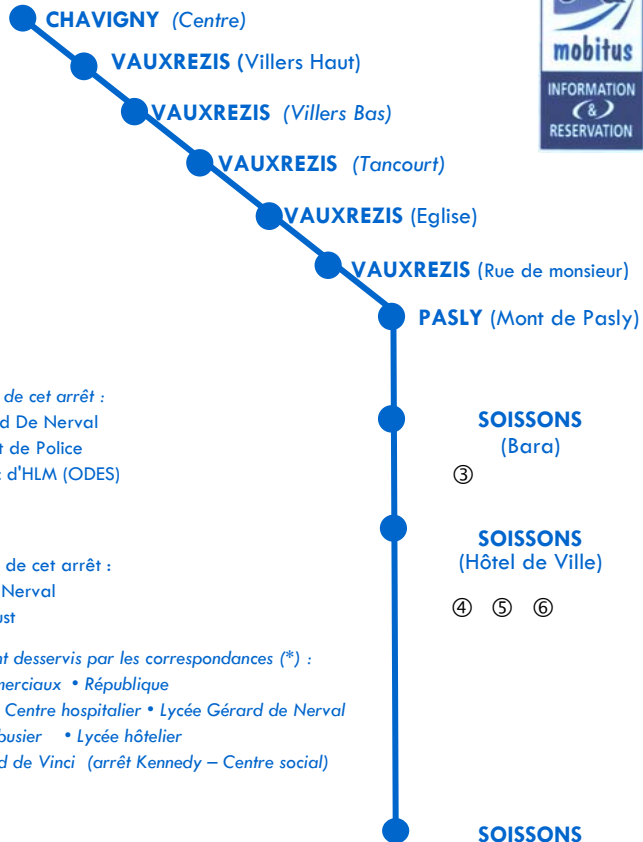 CHAVIGNY (Centre)
mobitus
INFORMATION
&
RESERVATION
VAUXREZIS (Villers Haut)
VAUXREZIS (Villers Bas)
VAUXREZIS (Tancourt)
VAUXREZIS (Eglise)
VAUXREZIS (Rue de monsieur)
PASLY (Mont de Pasly)
de cet arrêt :
d De Nerval
t de Police
d'HLM (ODES)
SOISSONS
(Bara)
③
de cet arrêt :
Nerval
ust
SOISSONS
(Hôtel de Ville)
④ ⑤ ⑥
nt desservis par les correspondances (*) :
merciaux • République
Centre hospitalier • Lycée Gérard de Nerval
busier • Lycée hôtelier
d de Vinci (arrêt Kennedy – Centre social)
SOISSONS